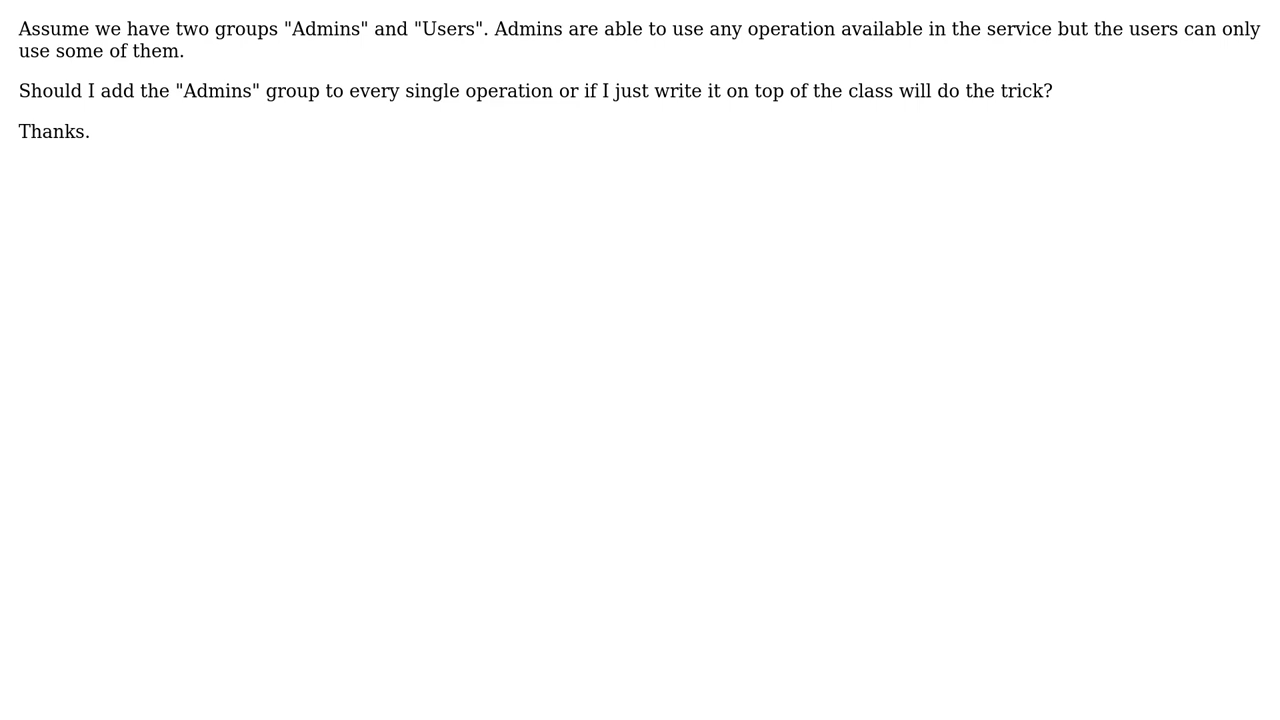 Assume we have two groups "Admins" and "Users". Admins are able to use any operation available in the service but the users can only
use some of them.
Should I add the "Admins" group to every single operation or if I just write it on top of the class will do the trick?
Thanks.